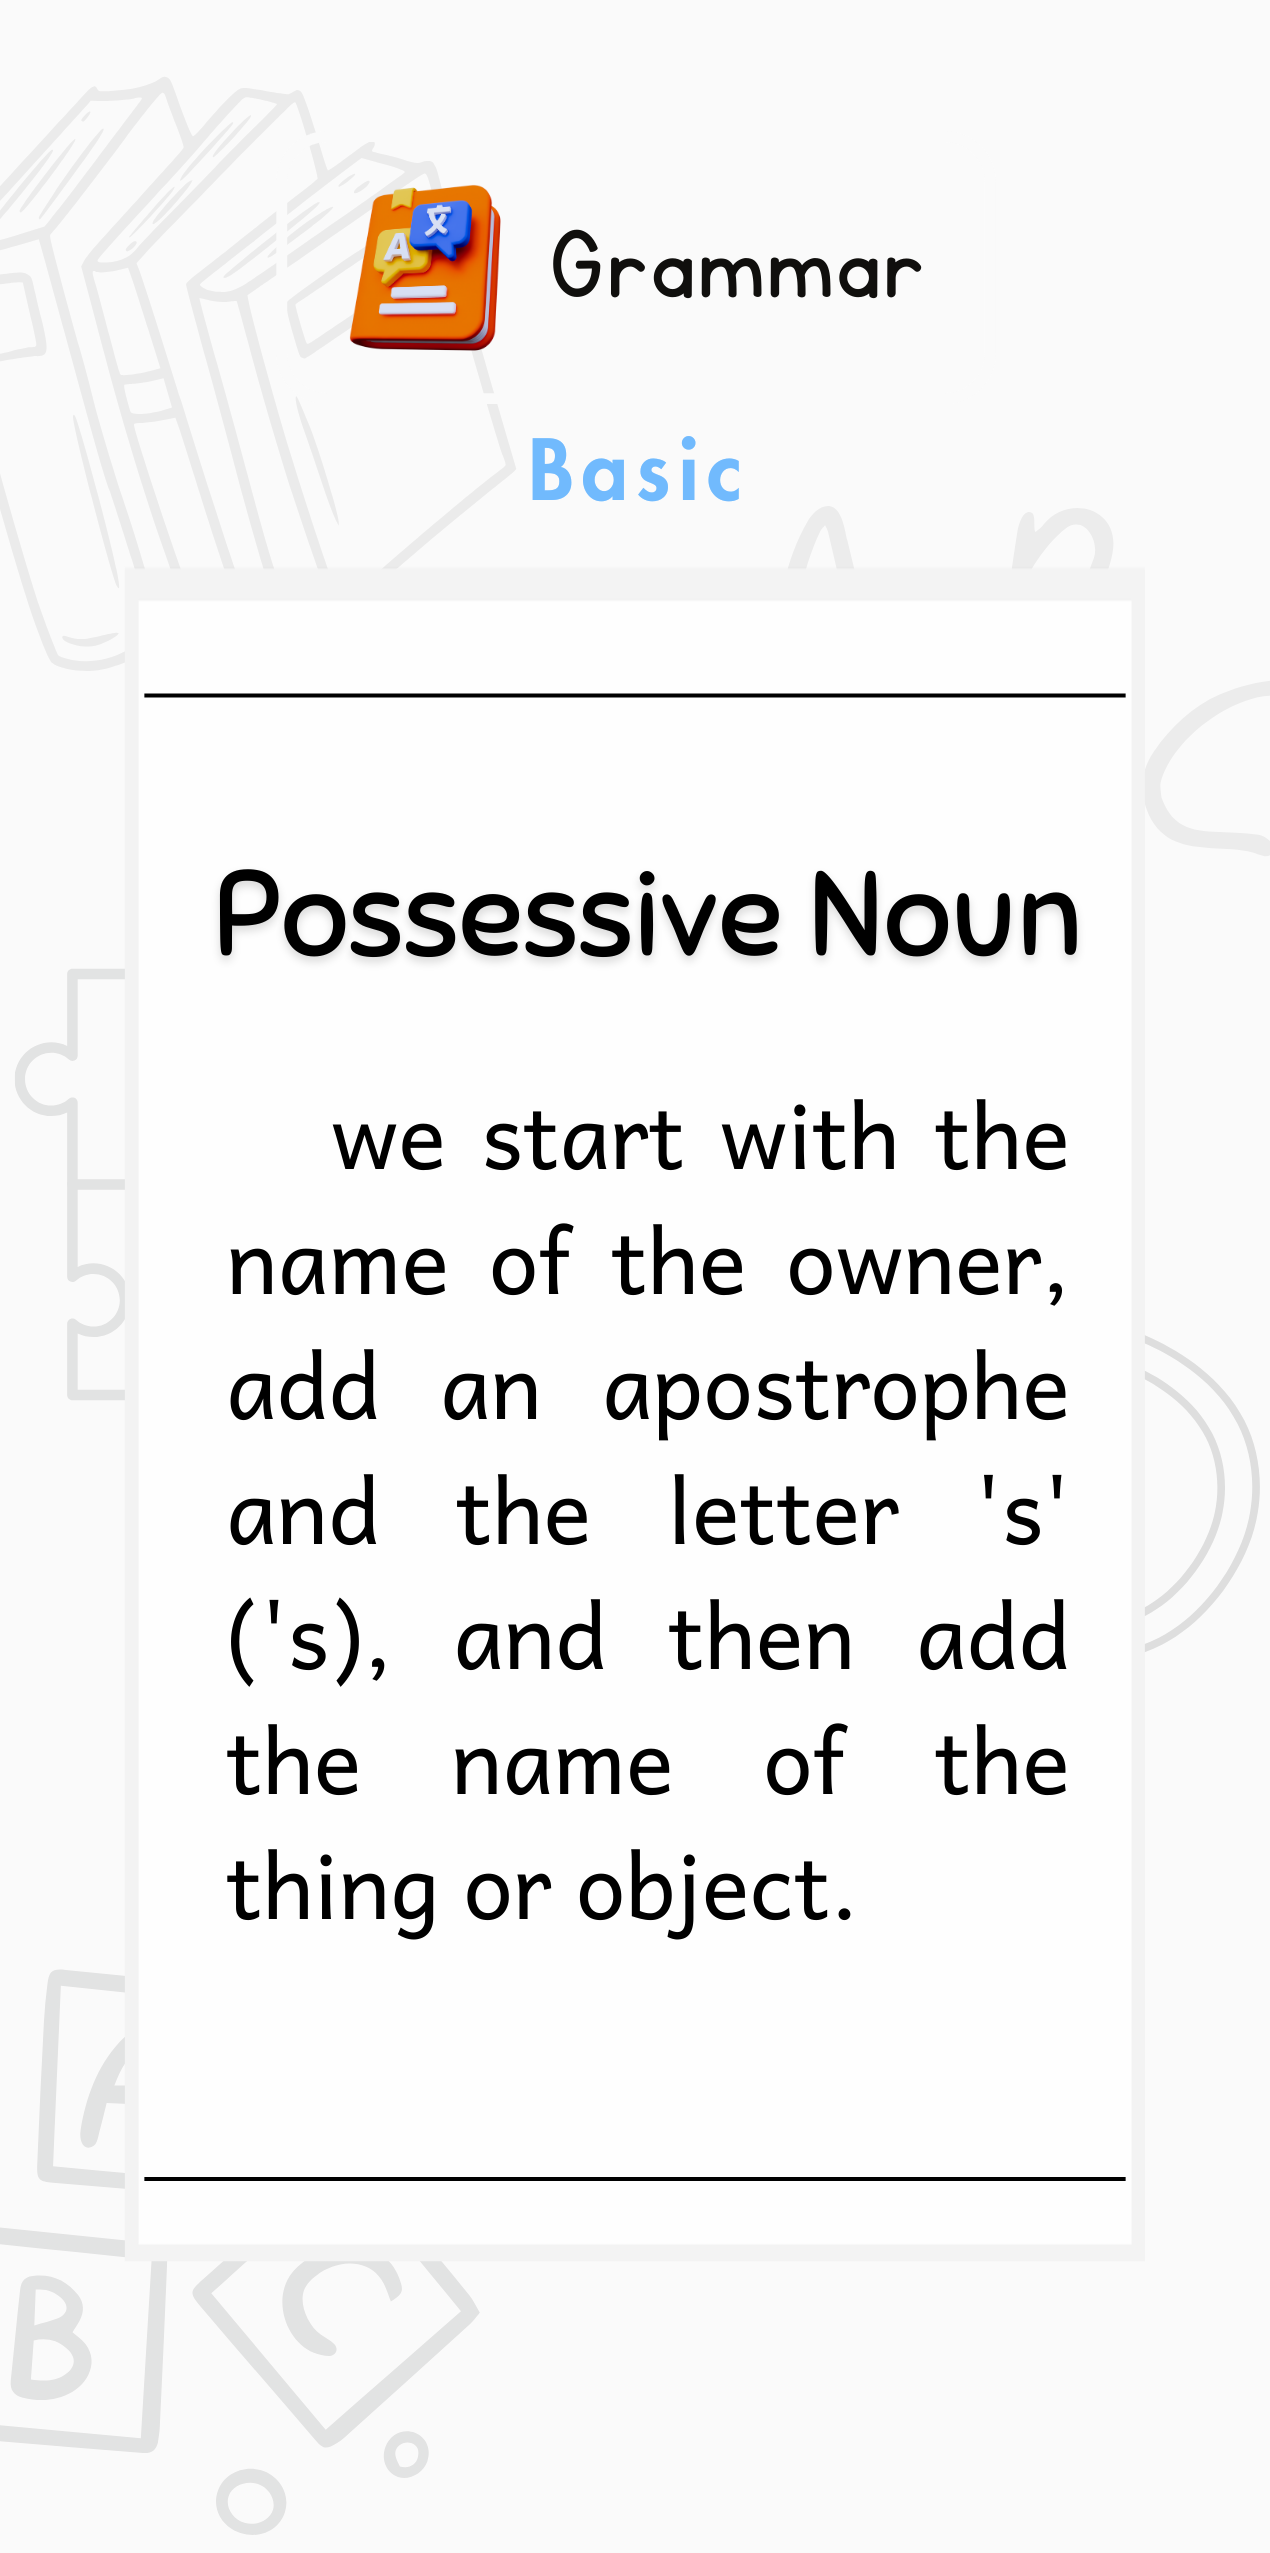 A 文
Grammar
Basic
Possessive Noun
we start with the
name of the owner,
add an apostrophe
and the letter 's'
('s), and then add
the name of the
thing or object.
A
B
C